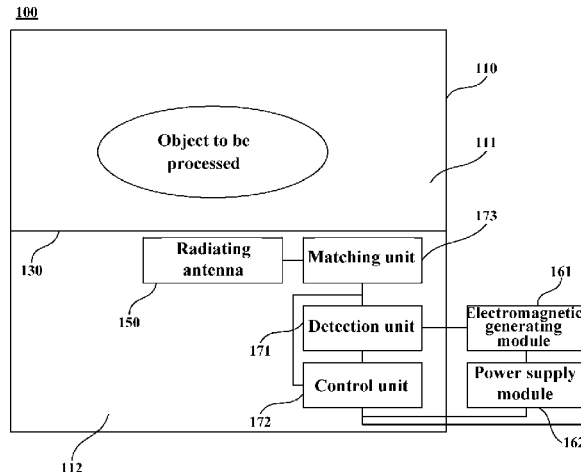 100
110
Object to be
processed
111
130
Radiating
antenna
Matching unit
173
150
161
Detection unit
Electromagnetic
generating
module
171
Control unit
Power supply
module
172
112
162